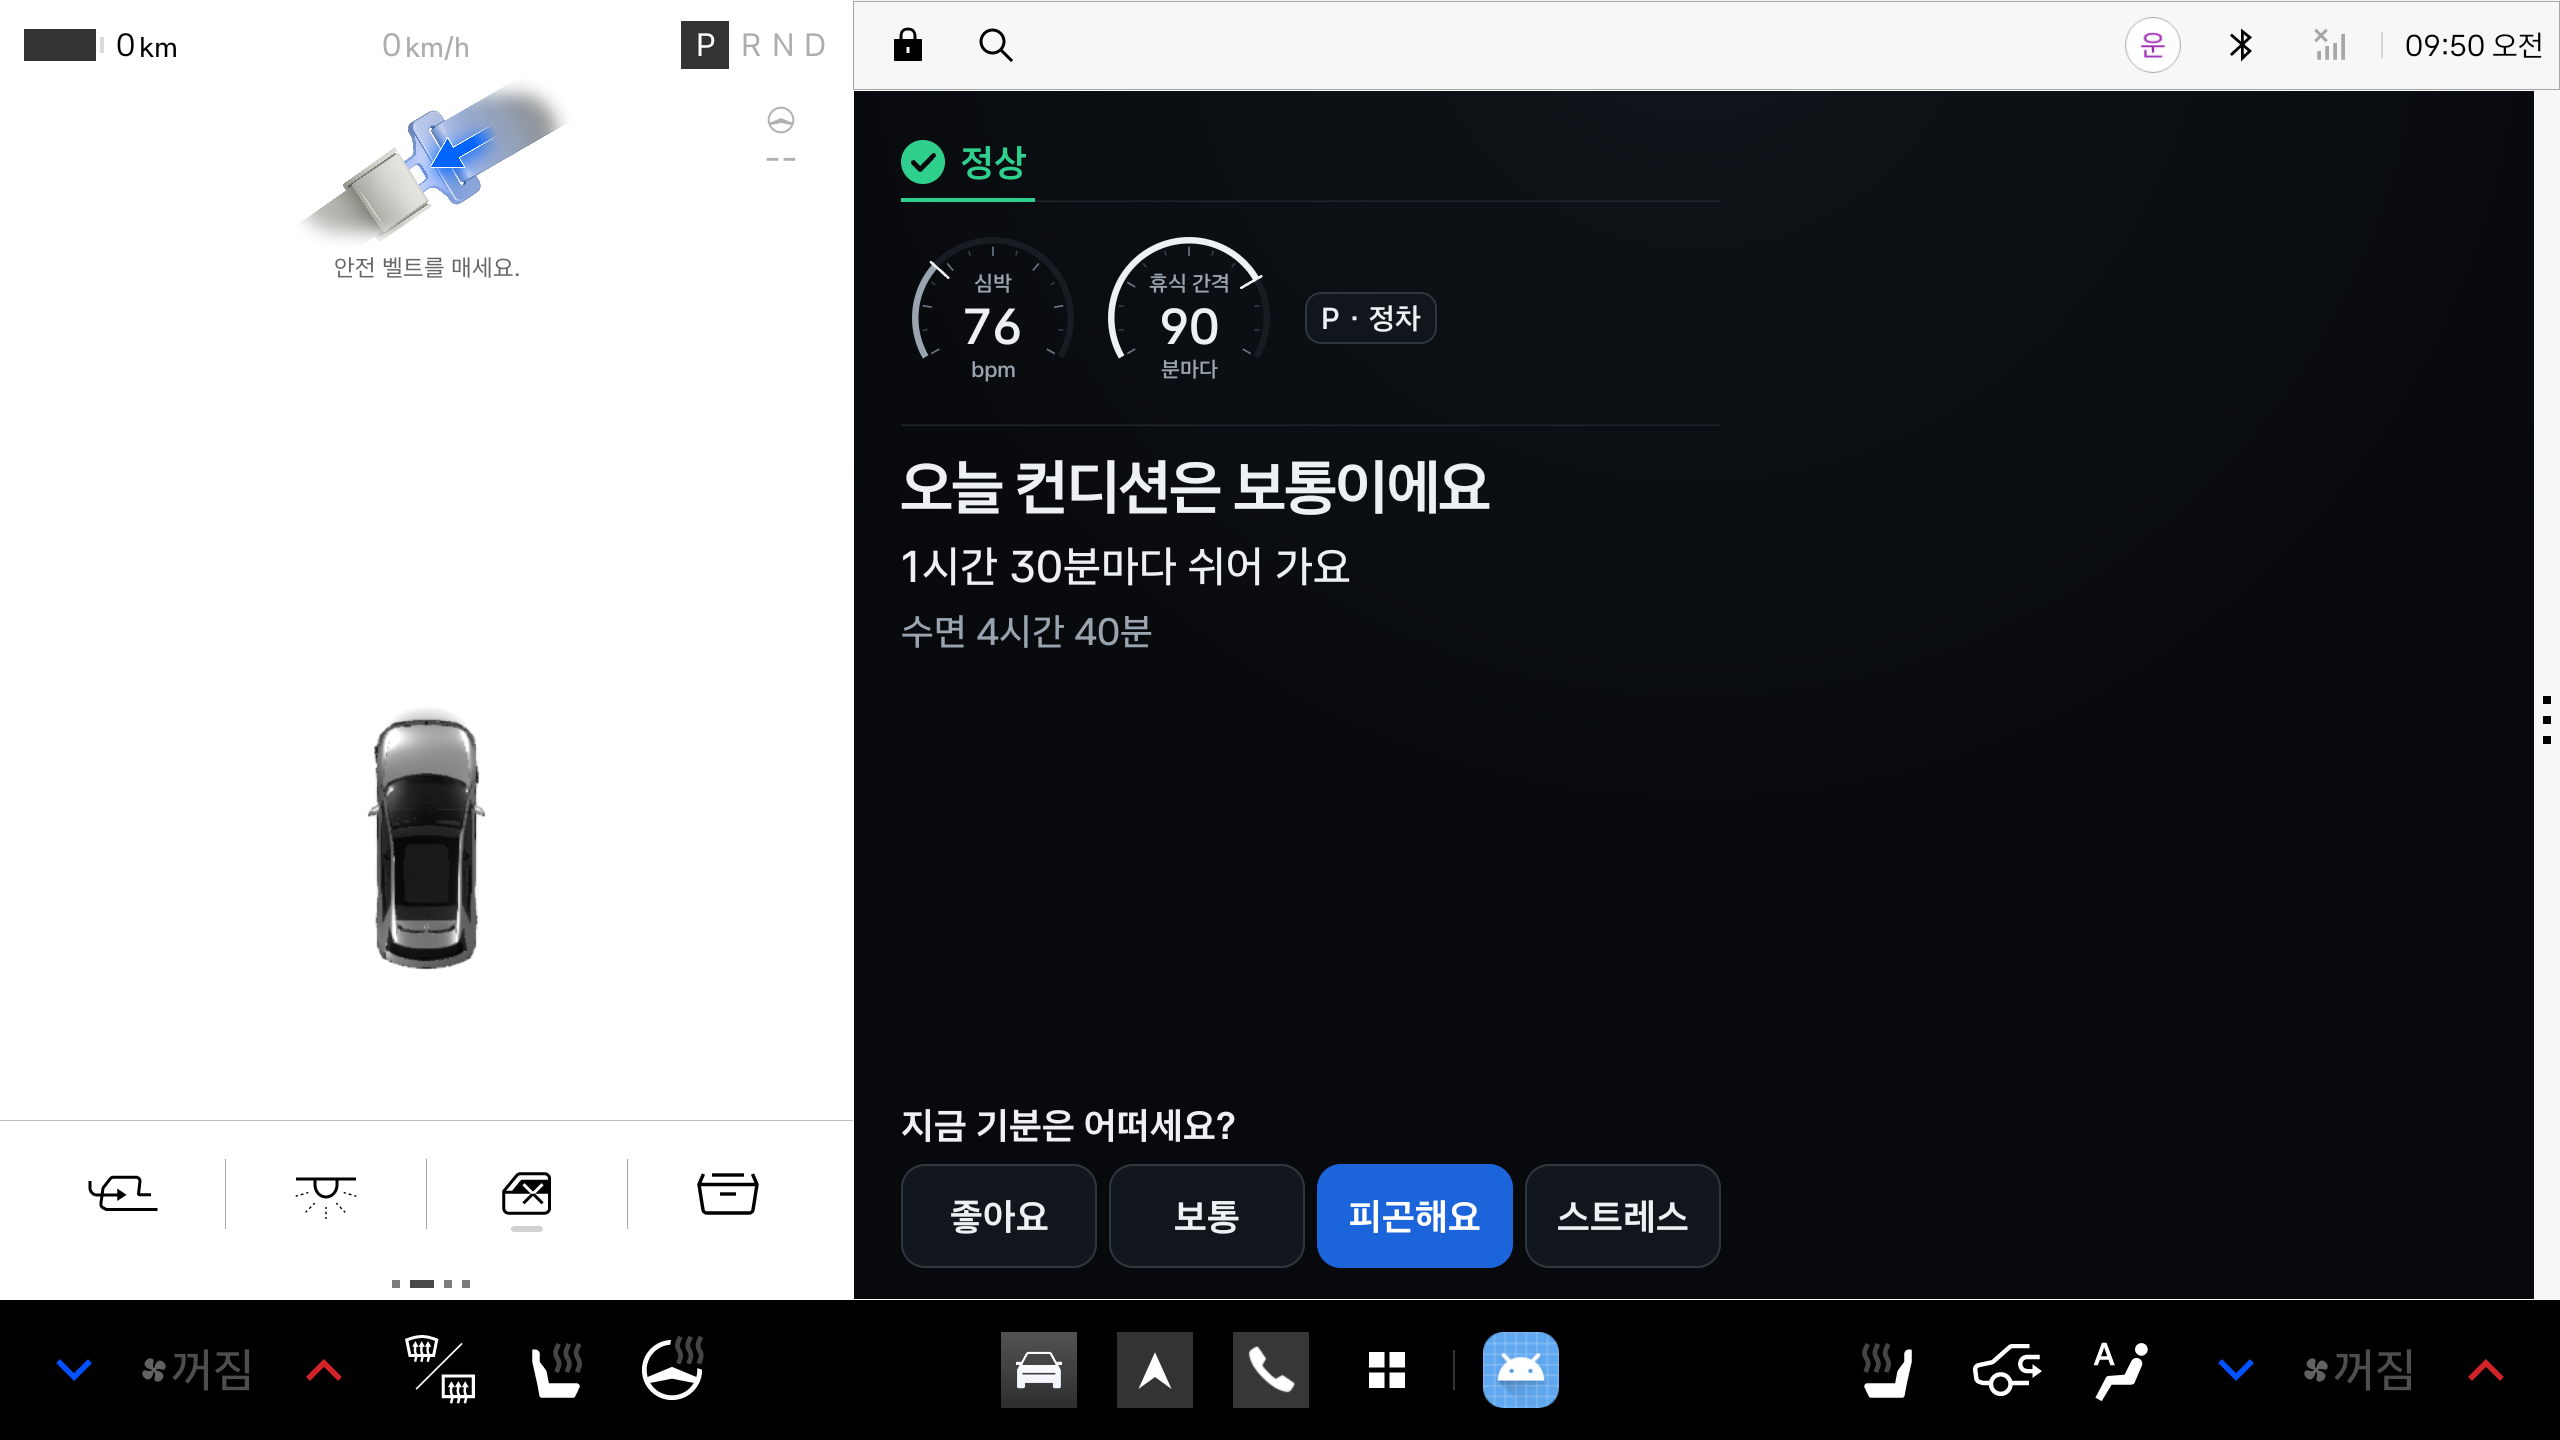 0 km
0 km/h
P R N D
--
안전 벨트를 매세요.
운
09:50 오전
정상
심박
76
bpm
휴식 간격
90
분마다
P · 정차
오늘 컨디션은 보통이에요
1시간 30분마다 쉬어 가요
수면 4시간 40분
지금 기분은 어떠세요?
좋아요
보통
피곤해요
스트레스
꺼짐
A
꺼짐